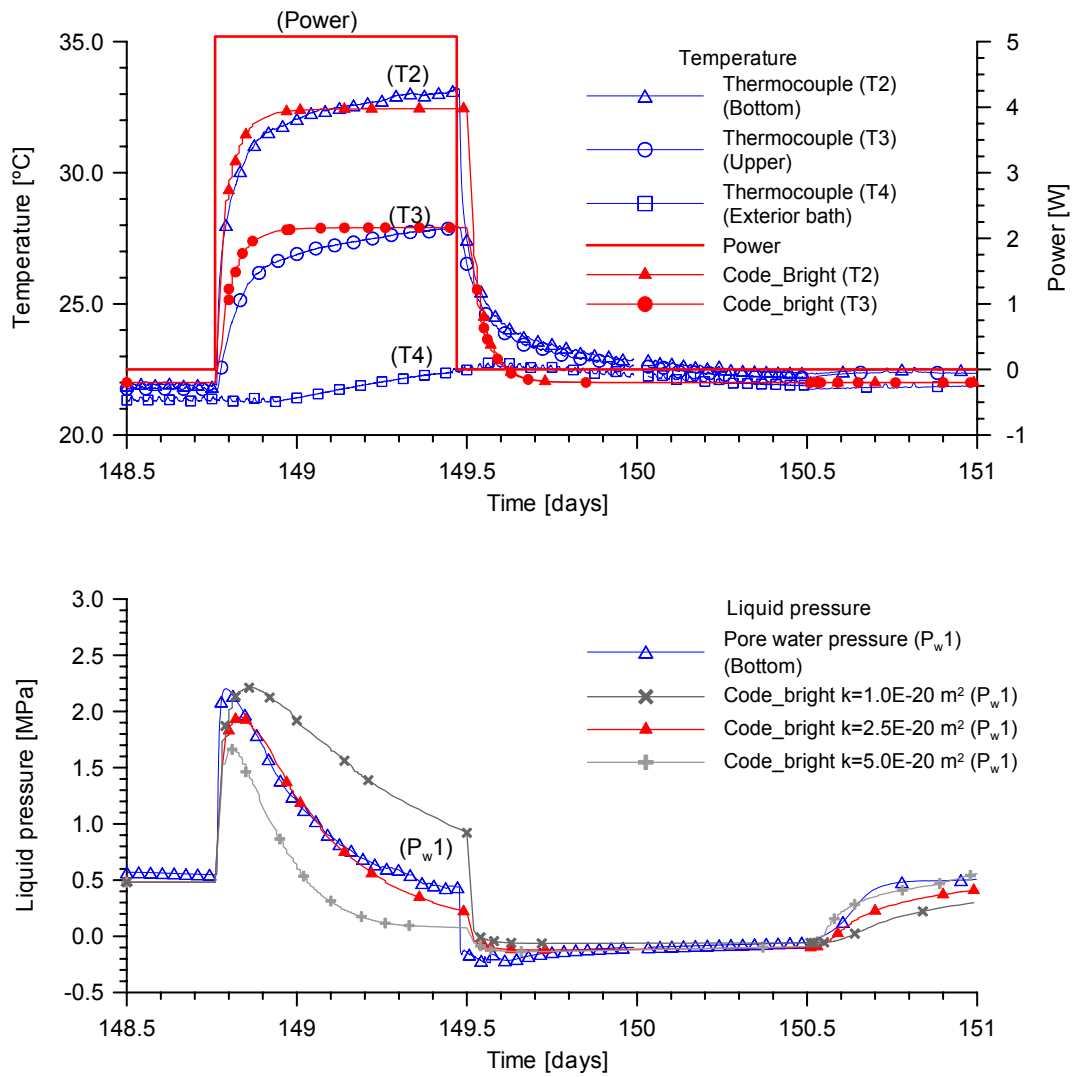 (Power)
35.0
30.0
25.0
20.0
Temperature [ºC]
5
4
3
2
1
0
-1
Power [W]
(T2)
(T3)
(T4)
Temperature
Thermocouple (T2)
(Bottom)
Thermocouple (T3)
(Upper)
Thermocouple (T4)
(Exterior bath)
Power
Code_Bright (T2)
Code_bright (T3)
148.5 149 149.5 150 150.5 151
Time [days]
3.0
2.5
2.0
1.5
1.0
0.5
0.0
-0.5
Liquid pressure [MPa]
(Pw1)
Liquid pressure
Pore water pressure (Pw1)
(Bottom)
Code_bright k=1.0E-20 m² (Pw1)
Code_bright k=2.5E-20 m² (Pw1)
Code_bright k=5.0E-20 m² (Pw1)
148.5 149 149.5 150 150.5 151
Time [days]